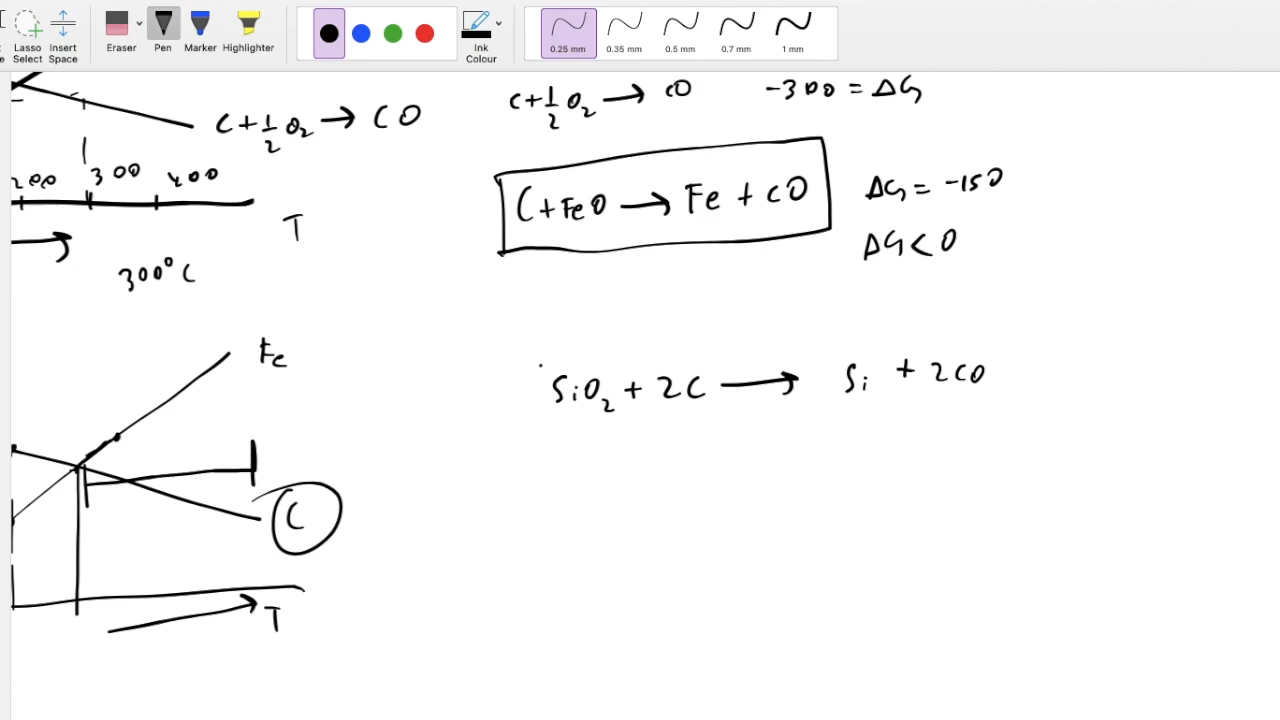 Lasso Select
Insert Space
Eraser
Pen
Marker
Highlighter
Ink Colour
0.25 mm
0.35 mm
0.5 mm
0.7 mm
1 mm
C + 1/2 O₂ → CO
200 300 400
T
300°C
C + 1/2 O₂ → CO -300 = ΔG
C + FeO → Fe + CO
ΔG = -150
ΔG < 0
Fe
C
T
SiO₂ + 2C → Si + 2CO